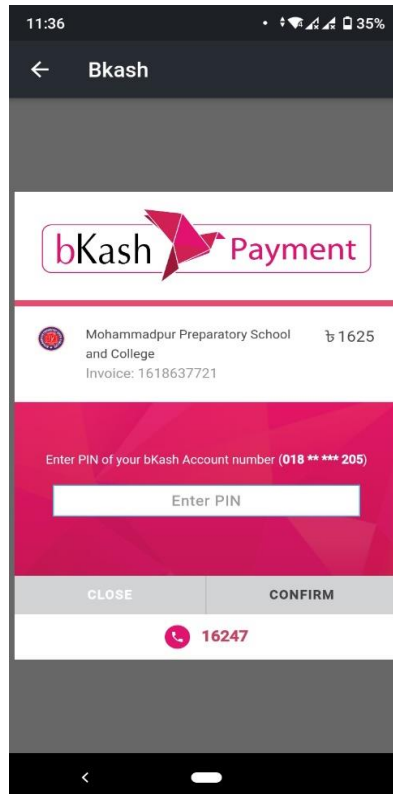 11:36 35%
Bkash
bKash Payment
Mohammadpur Preparatory School ৳ 1625
and College
Invoice: 1618637721
Enter PIN of your bKash Account number (018 ** *** 205)
Enter PIN
CLOSE CONFIRM
16247